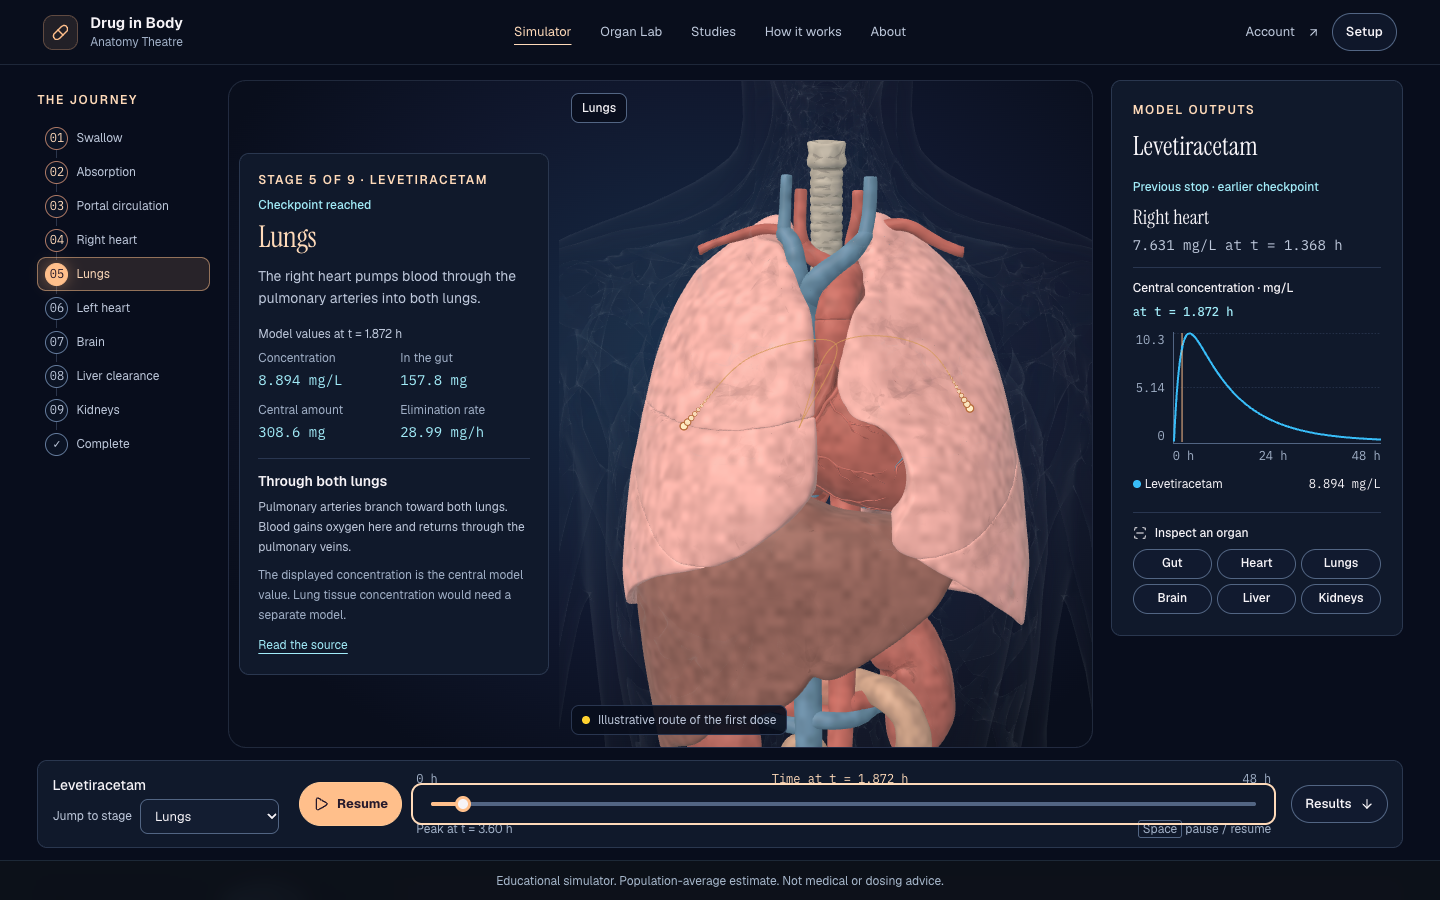 Drug in Body
Anatomy Theatre
Simulator
Organ Lab
Studies
How it works
About
Account
Setup
THE JOURNEY
01 Swallow
02 Absorption
03 Portal circulation
04 Right heart
05 Lungs
06 Left heart
07 Brain
08 Liver clearance
09 Kidneys
✓ Complete
STAGE 5 OF 9 · LEVETIRACETAM
Checkpoint reached
Lungs
The right heart pumps blood through the
pulmonary arteries into both lungs.
Model values at t = 1.872 h
Concentration
8.894 mg/L
In the gut
157.8 mg
Central amount
308.6 mg
Elimination rate
28.99 mg/h
Through both lungs
Pulmonary arteries branch toward both lungs.
Blood gains oxygen here and returns through the
pulmonary veins.
The displayed concentration is the central model
value. Lung tissue concentration would need a
separate model.
Read the source
Lungs
Illustrative route of the first dose
MODEL OUTPUTS
Levetiracetam
Previous stop · earlier checkpoint
Right heart
7.631 mg/L at t = 1.368 h
Central concentration · mg/L
at t = 1.872 h
10.3
5.14
0
0 h 24 h 48 h
Levetiracetam 8.894 mg/L
Inspect an organ
Gut Heart Lungs
Brain Liver Kidneys
Levetiracetam
Jump to stage Lungs
Resume
0 h Time at t = 1.872 h 48 h
Peak at t = 3.60 h Space pause / resume
Results
Educational simulator. Population-average estimate. Not medical or dosing advice.